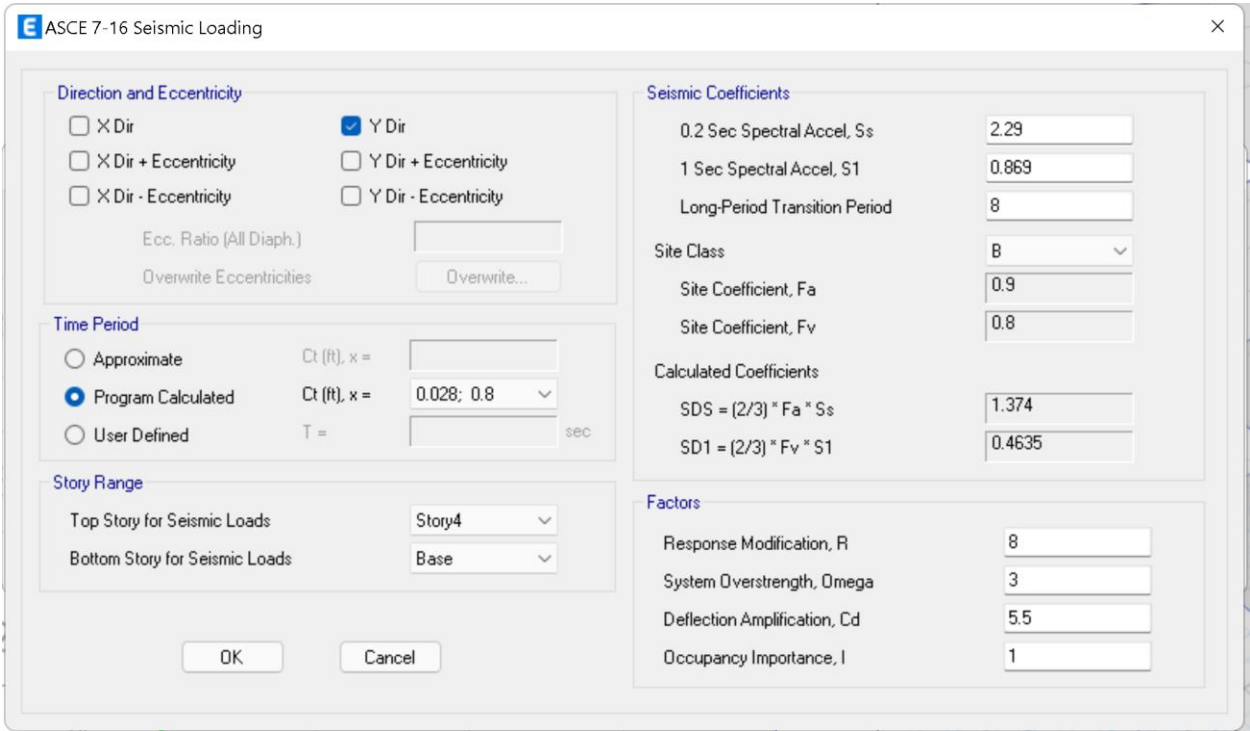 E ASCE 7-16 Seismic Loading
Direction and Eccentricity
X Dir
Y Dir
X Dir + Eccentricity
Y Dir + Eccentricity
X Dir - Eccentricity
Y Dir - Eccentricity
Ecc. Ratio (All Diaph.)
Overwrite Eccentricities
Overwrite...
Time Period
Approximate
Ct (ft), x =
Program Calculated
Ct (ft), x =
0.028; 0.8
User Defined
T =
sec
Story Range
Top Story for Seismic Loads
Story4
Bottom Story for Seismic Loads
Base
OK
Cancel
Seismic Coefficients
0.2 Sec Spectral Accel, Ss
2.29
1 Sec Spectral Accel, S1
0.869
Long-Period Transition Period
8
Site Class
B
Site Coefficient, Fa
0.9
Site Coefficient, Fv
0.8
Calculated Coefficients
SDS = (2/3) * Fa * Ss
1.374
SD1 = (2/3) * Fv * S1
0.4635
Factors
Response Modification, R
8
System Overstrength, Omega
3
Deflection Amplification, Cd
5.5
Occupancy Importance, I
1